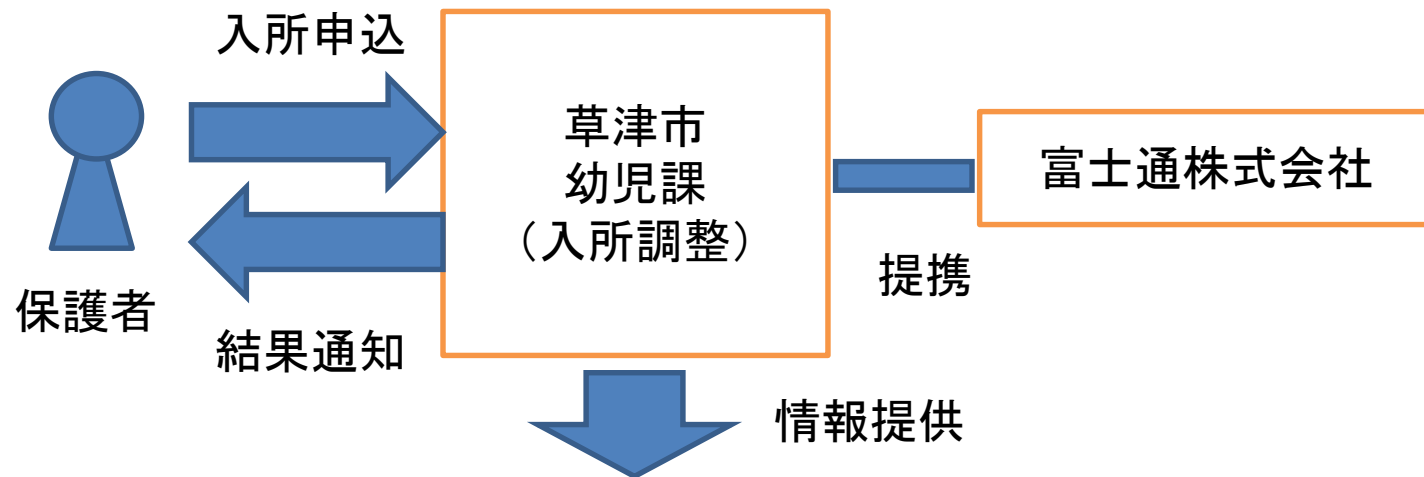 入所申込
草津市
幼児課
（入所調整）
富士通株式会社
提携
保護者
結果通知
情報提供